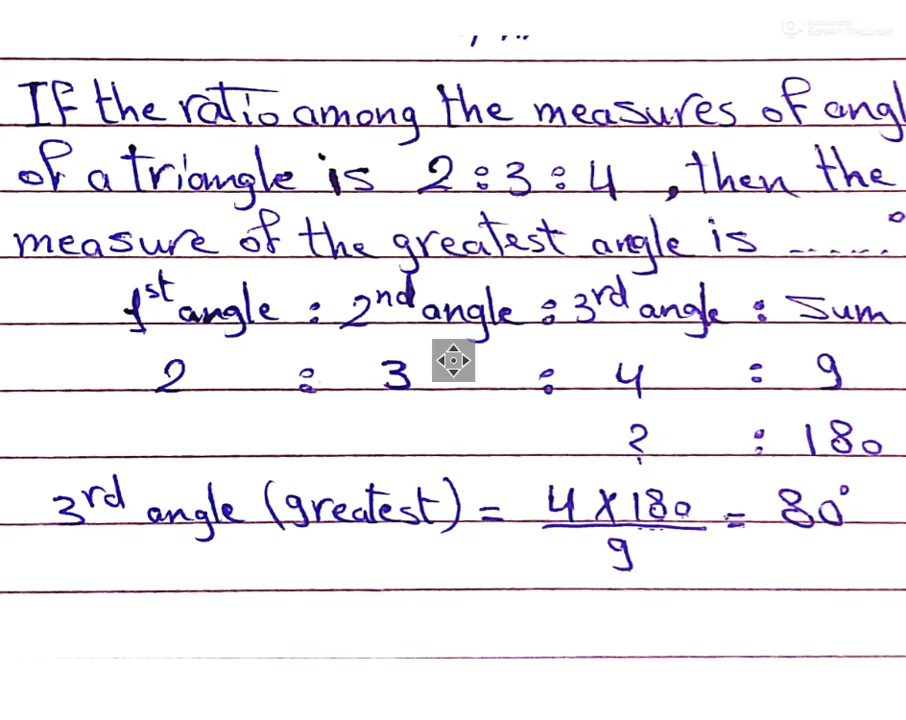 Screen Recorder
If the ratio among the measures of angl
of a triangle is 2 : 3 : 4 , then the
measure of the greatest angle is ......°
1st angle : 2nd angle : 3rd angle : Sum
2 : 3 : 4 : 9
? : 180
3rd angle (greatest) = 4 × 180 / 9 = 80°